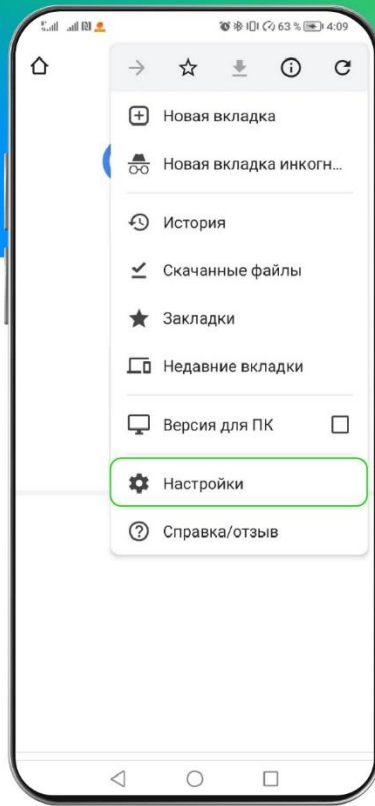 63 % 4:09
Новая вкладка
Новая вкладка инкогн...
История
Скачанные файлы
Закладки
Недавние вкладки
Версия для ПК
Настройки
Справка/отзыв